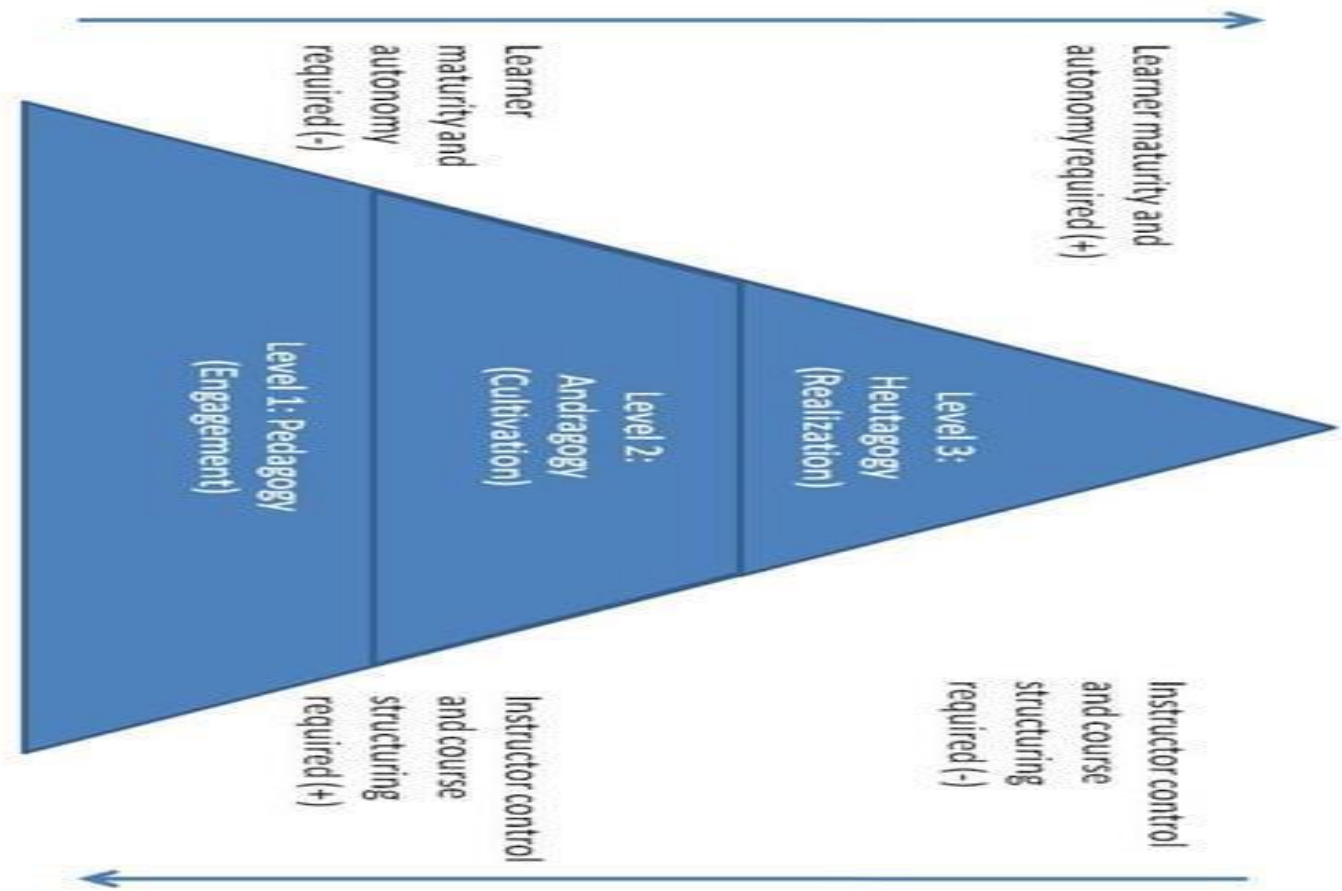 Learner maturity and
autonomy required (+)
Learner
maturity and
autonomy
required (-)
Level 3:
Heutagogy
(Realization)
Level 2:
Andragogy
(Cultivation)
Level 1: Pedagogy
(Engagement)
Instructor control
and course
structuring
required (-)
Instructor control
and course
structuring
required (+)